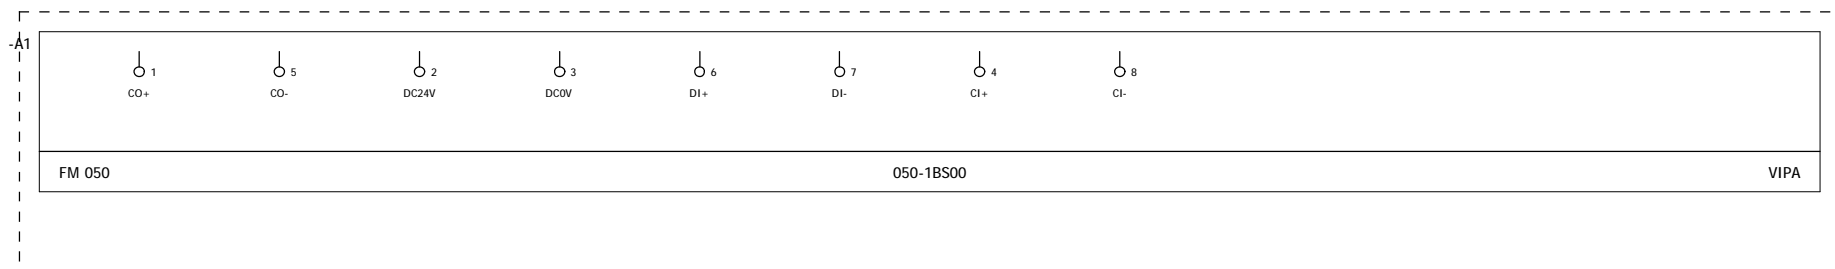 -A1
1 5 2 3 6 7 4 8
CO+ CO- DC24V DC0V DI+ DI- CI+ CI-
FM 050 050-1BS00 VIPA